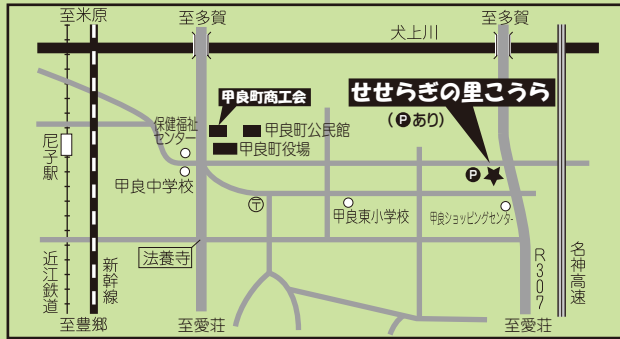 至米原
至多賀
至多賀
犬上川
甲良町商工会
せせらぎの里こうら
(Pあり)
保健福祉
センター
甲良町公民館
甲良町役場
尼子駅
甲良中学校
P
〒
甲良東小学校
甲良ショッピングセンター
法養寺
近江鉄道
新幹線
R307
名神高速
至豊郷
至愛荘
至愛荘